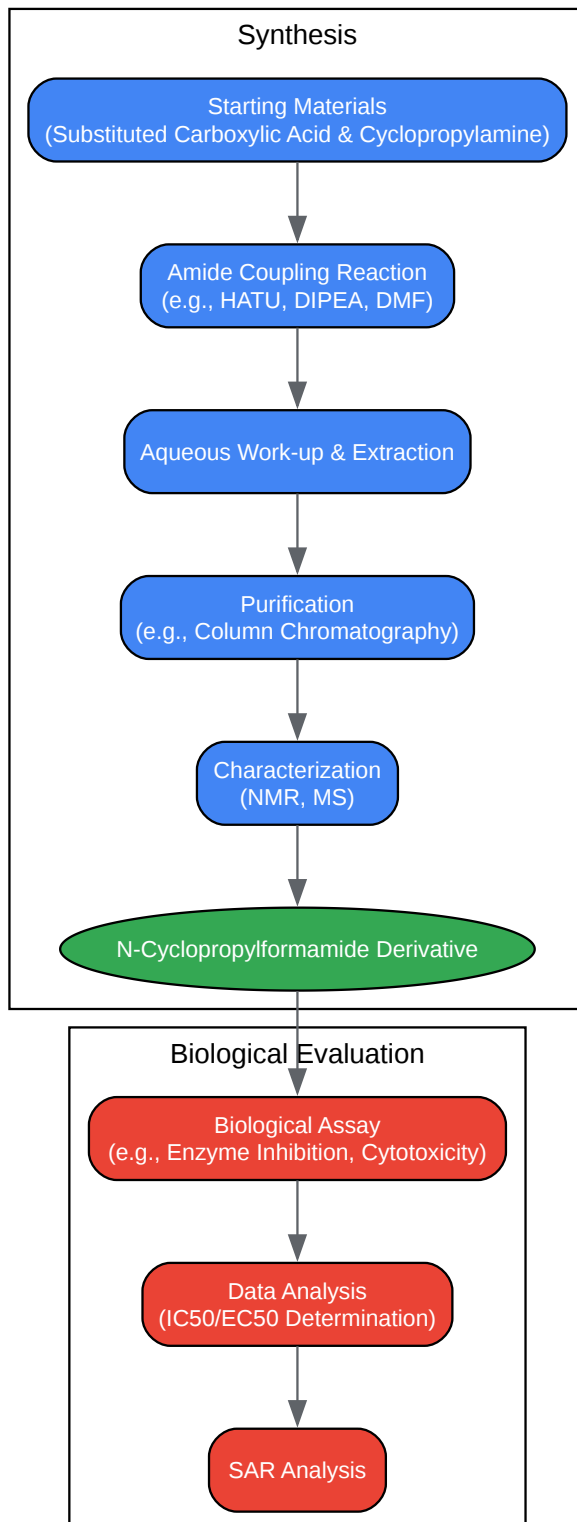 Synthesis
Starting Materials
(Substituted Carboxylic Acid & Cyclopropylamine)
Amide Coupling Reaction
(e.g., HATU, DIPEA, DMF)
Aqueous Work-up & Extraction
Purification
(e.g., Column Chromatography)
Characterization
(NMR, MS)
N-Cyclopropylformamide Derivative
Biological Evaluation
Biological Assay
(e.g., Enzyme Inhibition, Cytotoxicity)
Data Analysis
(IC50/EC50 Determination)
SAR Analysis